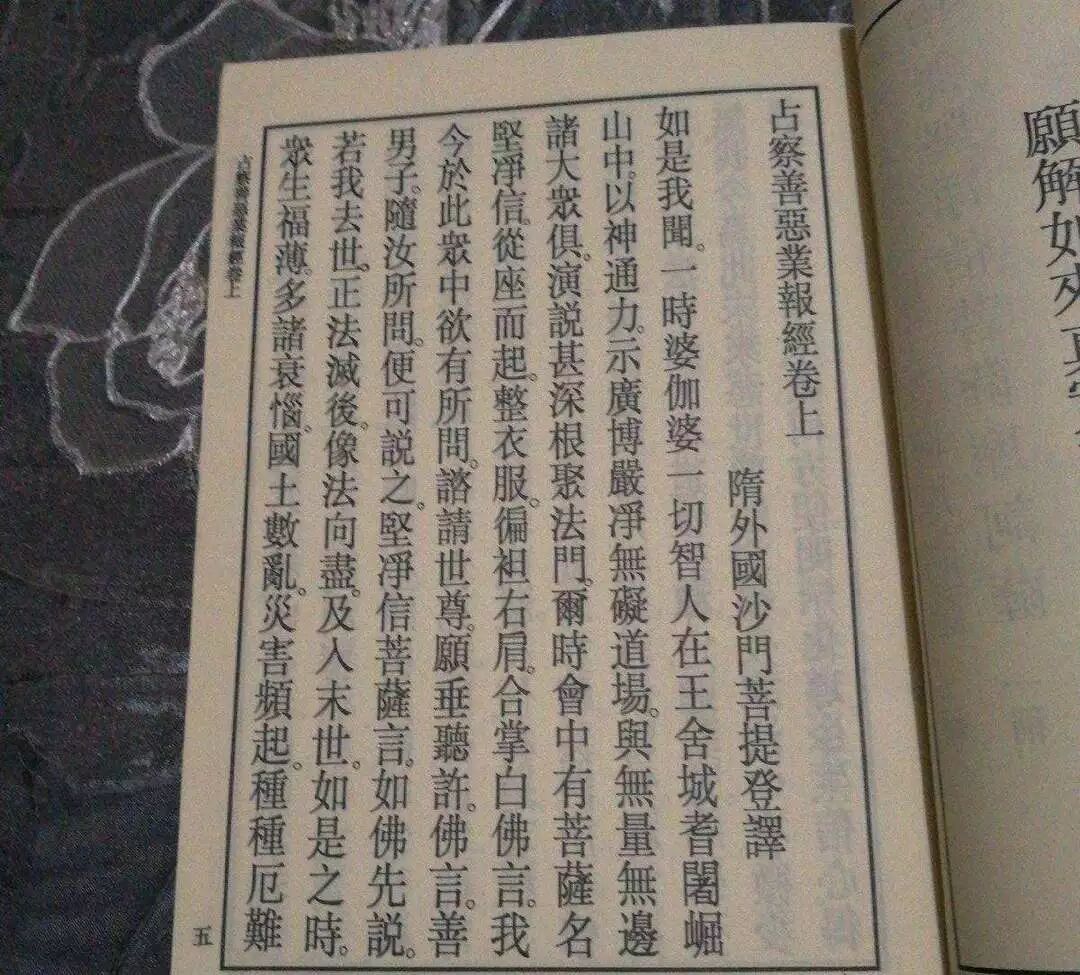 願解如來真
占察善惡業報經卷上
隋外國沙門菩提登譯
如是我聞。一時婆伽婆一切智人在王舍城耆闍崛
山中。以神通力。示廣博嚴淨無礙道場。與無量無邊
諸大眾俱。演說甚深根聚法門。爾時會中有菩薩名
堅淨信。從座而起。整衣服。偏袒右肩。合掌白佛言。我
今於此眾中欲有所問。諮請世尊。願垂聽許。佛言。善
男子。隨汝所問。便可說之。堅淨信菩薩言。如佛先說。
若我去世。正法滅後。像法向盡。及入末世。如是之時。
眾生福薄。多諸衰惱。國土數亂。災害頻起。種種厄難
占察善惡業報經卷上
五